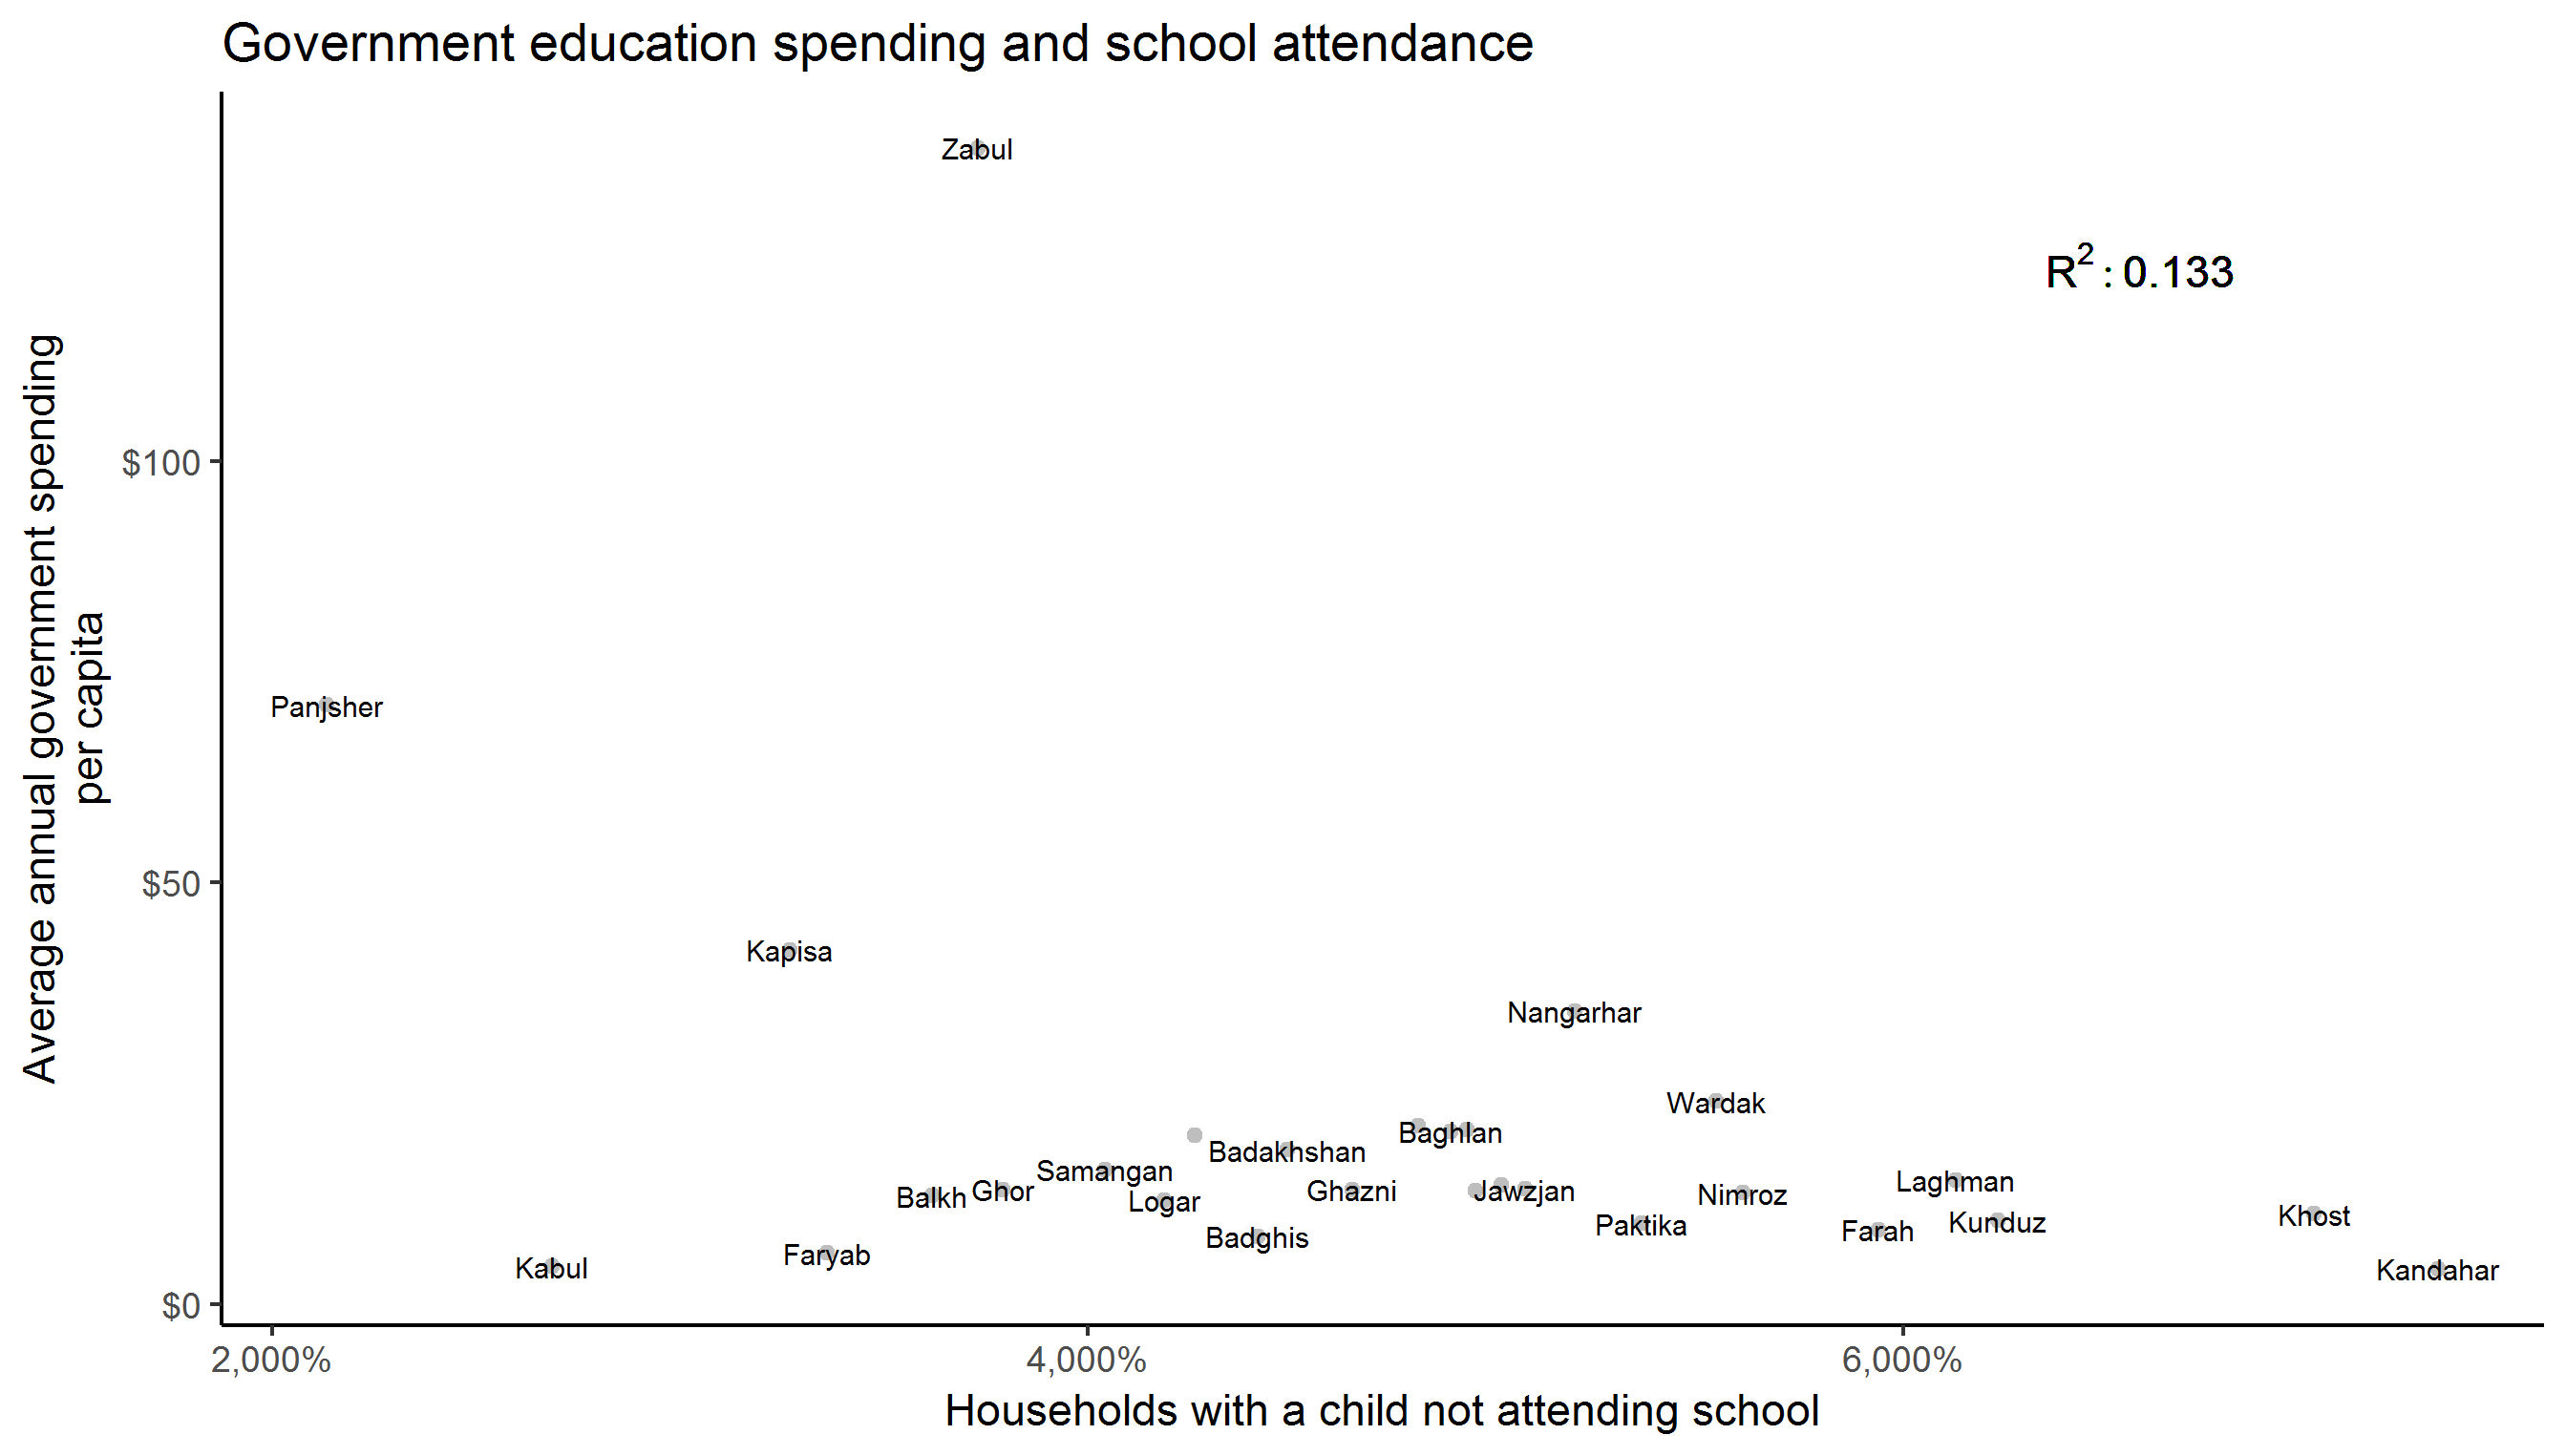 Government education spending and school attendance
Zabul
R²: 0.133
$100
Average annual government spending
per capita
Panjsher
$50
Kapisa
Nangarhar
Wardak
Baghlan
Badakhshan
Samangan
Laghman
Balkh
Ghor
Ghazni
Jawzjan
Nimroz
Logar
Khost
Kunduz
Paktika
Farah
Badghis
Faryab
Kabul
Kandahar
$0
2,000%
4,000%
6,000%
Households with a child not attending school